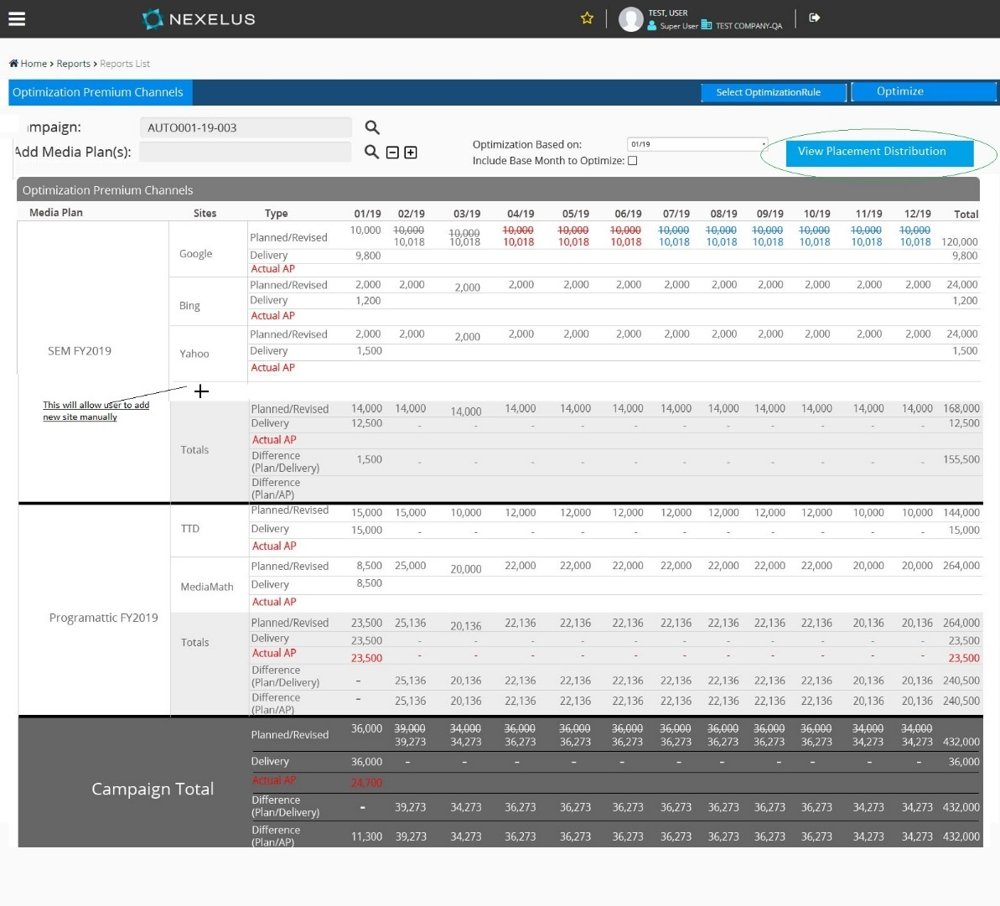 NEXELUS
TEST, USER
Super User TEST COMPANY-QA
Home > Reports > Reports List
Optimization Premium Channels Select OptimizationRule Optimize
mpaign: AUTO001-19-003
Add Media Plan(s):
Optimization Based on: 01/19
Include Base Month to Optimize:
View Placement Distribution
Optimization Premium Channels
Media Plan Sites Type 01/19 02/19 03/19 04/19 05/19 06/19 07/19 08/19 09/19 10/19 11/19 12/19 Total
SEM FY2019
Google
Planned/Revised 10,000 10,000 10,000 10,000 10,000 10,000 10,000 10,000 10,000 10,000 10,000 10,000
10,018 10,018 10,018 10,018 10,018 10,018 10,018 10,018 10,018 10,018 10,018 120,000
Delivery 9,800 9,800
Actual AP
Bing
Planned/Revised 2,000 2,000 2,000 2,000 2,000 2,000 2,000 2,000 2,000 2,000 2,000 2,000 24,000
Delivery 1,200 1,200
Actual AP
Yahoo
Planned/Revised 2,000 2,000 2,000 2,000 2,000 2,000 2,000 2,000 2,000 2,000 2,000 2,000 24,000
Delivery 1,500 1,500
Actual AP
+
This will allow user to add
new site manually
Totals
Planned/Revised 14,000 14,000 14,000 14,000 14,000 14,000 14,000 14,000 14,000 14,000 14,000 14,000 168,000
Delivery 12,500 - - - - - - - - - - - 12,500
Actual AP
Difference
(Plan/Delivery) 1,500 - - - - - - - - - - - 155,500
Difference
(Plan/AP)
Programattic FY2019
TTD
Planned/Revised 15,000 15,000 10,000 12,000 12,000 12,000 12,000 12,000 12,000 12,000 10,000 10,000 144,000
Delivery 15,000 - - - - - - - - - - - 15,000
Actual AP
MediaMath
Planned/Revised 8,500 25,000 20,000 22,000 22,000 22,000 22,000 22,000 22,000 22,000 20,000 20,000 264,000
Delivery 8,500
Actual AP
Totals
Planned/Revised 23,500 25,136 20,136 22,136 22,136 22,136 22,136 22,136 22,136 22,136 20,136 20,136 264,000
Delivery 23,500 - - - - - - - - - - - 23,500
Actual AP 23,500 - - - - - - - - - - - 23,500
Difference
(Plan/Delivery) - 25,136 20,136 22,136 22,136 22,136 22,136 22,136 22,136 22,136 20,136 20,136 240,500
Difference
(Plan/AP) - 25,136 20,136 22,136 22,136 22,136 22,136 22,136 22,136 22,136 20,136 20,136 240,500
Campaign Total
Planned/Revised 36,000 39,000 34,000 36,000 36,000 36,000 36,000 36,000 36,000 36,000 34,000 34,000
39,273 34,273 36,273 36,273 36,273 36,273 36,273 36,273 36,273 34,273 34,273 432,000
Delivery 36,000 - - - - - - - - - - - 36,000
Actual AP 24,700
Difference
(Plan/Delivery) - 39,273 34,273 36,273 36,273 36,273 36,273 36,273 36,273 36,273 34,273 34,273 432,000
Difference
(Plan/AP) 11,300 39,273 34,273 36,273 36,273 36,273 36,273 36,273 36,273 36,273 34,273 34,273 432,000